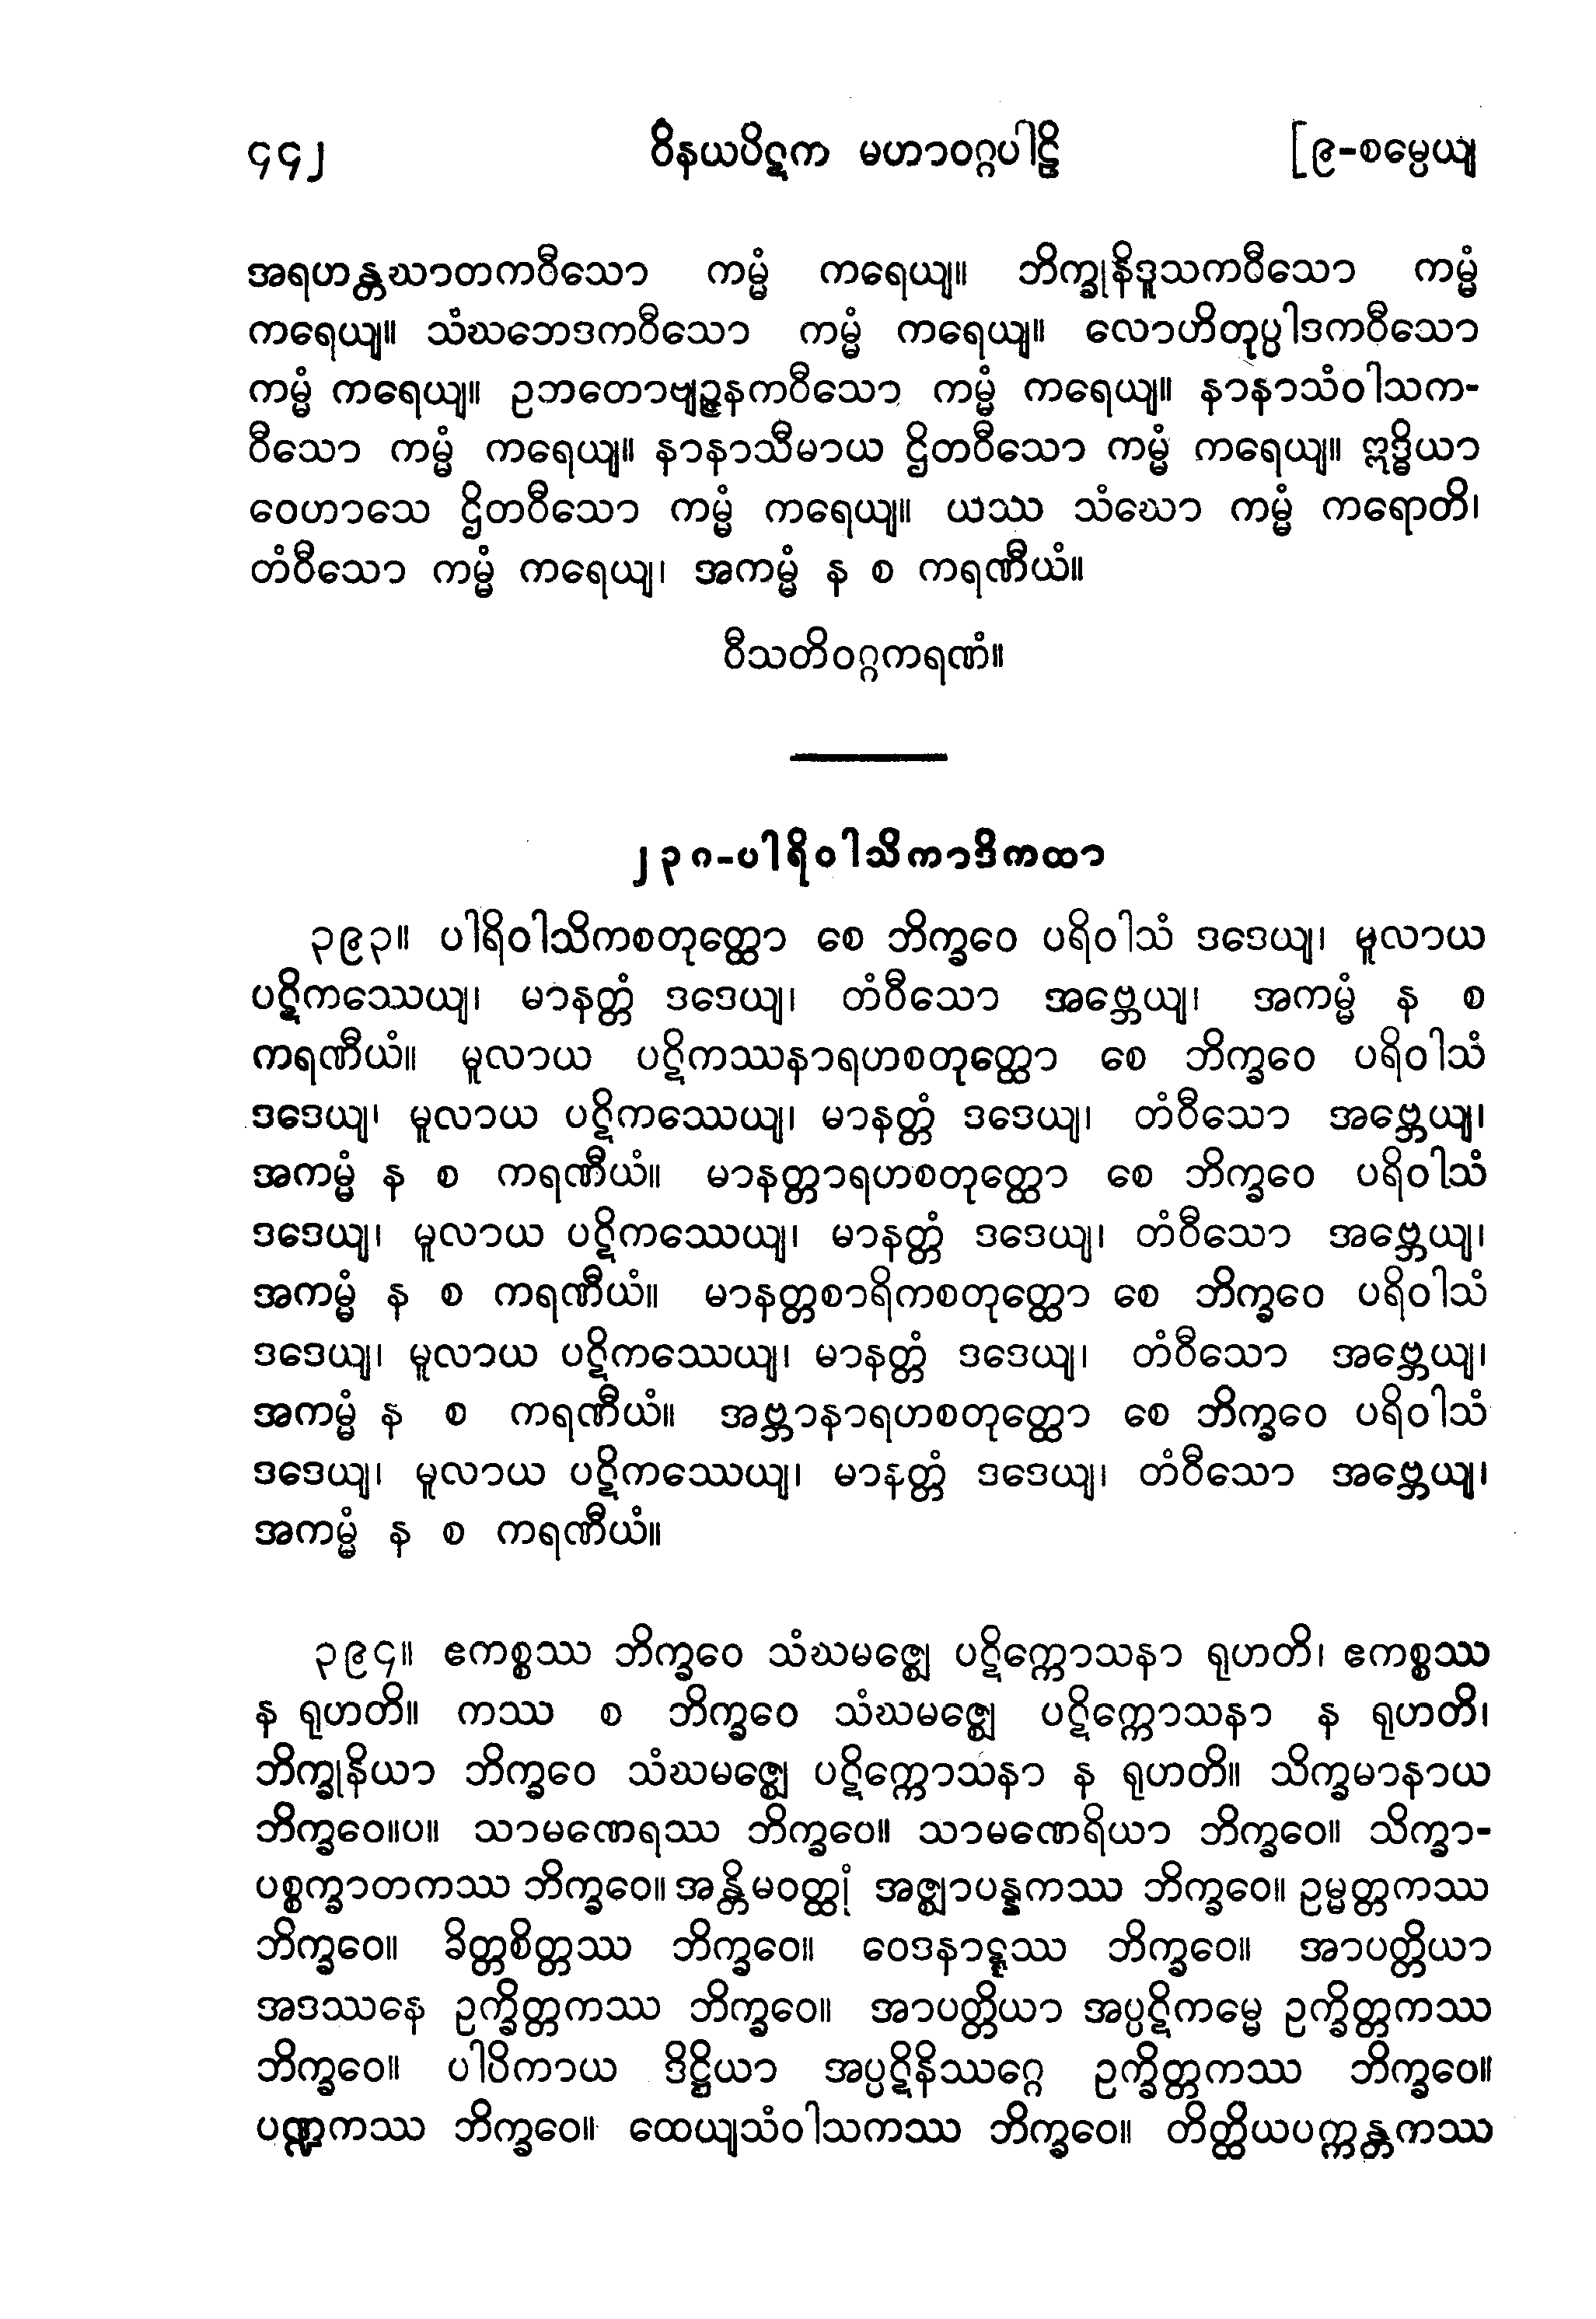 ၄၄၂ ဝိနယပိဋက မဟာဝဂ္ဂပါဠိ [၉-စမ္ပေယျ
အရဟန္တဃာတကဝီသော ကမ္မံ ကရေယျ။ ဘိက္ခုနိဒူသကဝီသော ကမ္မံ
ကရေယျ။ သံဃဘေဒကဝီသော ကမ္မံ ကရေယျ။ လောဟိတုပ္ပါဒကဝီသော
ကမ္မံ ကရေယျ။ ဥဘတောဗျဉ္ဇနကဝီသော ကမ္မံ ကရေယျ။ နာနာသံဝါသက-
ဝီသော ကမ္မံ ကရေယျ။ နာနာသီမာယ ဌိတဝီသော ကမ္မံ ကရေယျ။ ဣဒ္ဓိယာ
ဝေဟာသေ ဌိတဝီသော ကမ္မံ ကရေယျ။ ယဿ သံဃော ကမ္မံ ကရောတိ၊
တံဝီသော ကမ္မံ ကရေယျ၊ အကမ္မံ န စ ကရဏီယံ။
ဝီသတိဝဂ္ဂကရဏံ။
၂၃၈-ပါရိဝါသိကာဒိကထာ
၃၉၃။ ပါရိဝါသိကစတုတ္ထော စေ ဘိက္ခဝေ ပရိဝါသံ ဒဒေယျ၊ မူလာယ
ပဋိကဿေယျ၊ မာနတ္တံ ဒဒေယျ၊ တံဝီသော အဗ္ဘေယျ၊ အကမ္မံ န စ
ကရဏီယံ။ မူလာယ ပဋိကဿနာရဟစတုတ္ထော စေ ဘိက္ခဝေ ပရိဝါသံ
ဒဒေယျ၊ မူလာယ ပဋိကဿေယျ၊ မာနတ္တံ ဒဒေယျ၊ တံဝီသော အဗ္ဘေယျ၊
အကမ္မံ န စ ကရဏီယံ။ မာနတ္တာရဟစတုတ္ထော စေ ဘိက္ခဝေ ပရိဝါသံ
ဒဒေယျ၊ မူလာယ ပဋိကဿေယျ၊ မာနတ္တံ ဒဒေယျ၊ တံဝီသော အဗ္ဘေယျ၊
အကမ္မံ န စ ကရဏီယံ။ မာနတ္တစာရိကစတုတ္ထော စေ ဘိက္ခဝေ ပရိဝါသံ
ဒဒေယျ၊ မူလာယ ပဋိကဿေယျ၊ မာနတ္တံ ဒဒေယျ၊ တံဝီသော အဗ္ဘေယျ၊
အကမ္မံ န စ ကရဏီယံ။ အဗ္ဘာနာရဟစတုတ္ထော စေ ဘိက္ခဝေ ပရိဝါသံ
ဒဒေယျ၊ မူလာယ ပဋိကဿေယျ၊ မာနတ္တံ ဒဒေယျ၊ တံဝီသော အဗ္ဘေယျ၊
အကမ္မံ န စ ကရဏီယံ။
၃၉၄။ ဧကစ္စဿ ဘိက္ခဝေ သံဃမဇ္ဈေ ပဋိက္ကောသနာ ရုဟတိ၊ ဧကစ္စဿ
န ရုဟတိ။ ကဿ စ ဘိက္ခဝေ သံဃမဇ္ဈေ ပဋိက္ကောသနာ န ရုဟတိ၊
ဘိက္ခုနိယာ ဘိက္ခဝေ သံဃမဇ္ဈေ ပဋိက္ကောသနာ န ရုဟတိ။ သိက္ခမာနာယ
ဘိက္ခဝေ။ပ။ သာမဏေရဿ ဘိက္ခဝေ။ သာမဏေရိယာ ဘိက္ခဝေ။ သိက္ခာ-
ပစ္စက္ခာတကဿ ဘိက္ခဝေ။ အန္တိမဝတ္ထုံ အဇ္ဈာပန္နကဿ ဘိက္ခဝေ။ ဥမ္မတ္တကဿ
ဘိက္ခဝေ။ ခိတ္တစိတ္တဿ ဘိက္ခဝေ။ ဝေဒနာဋ္ဋဿ ဘိက္ခဝေ။ အာပတ္တိယာ
အဒဿနေ ဥက္ခိတ္တကဿ ဘိက္ခဝေ။ အာပတ္တိယာ အပ္ပဋိကမ္မေ ဥက္ခိတ္တကဿ
ဘိက္ခဝေ။ ပါပိကာယ ဒိဋ္ဌိယာ အပ္ပဋိနိဿဂ္ဂေ ဥက္ခိတ္တကဿ ဘိက္ခဝေ။
ပဏ္ဍကဿ ဘိက္ခဝေ။ ထေယျသံဝါသကဿ ဘိက္ခဝေ။ တိတ္ထိယပက္ကန္တကဿ